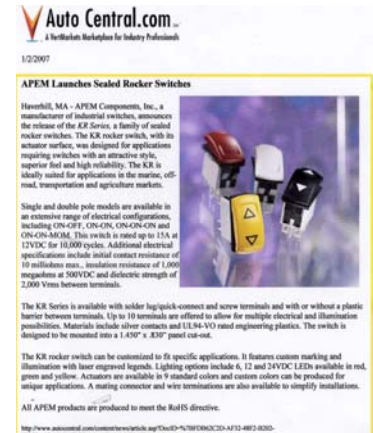 Auto Central.com
A VertMarkets Marketplace for Industry Professionals
1/2/2007
APEM Launches Sealed Rocker Switches
Haverhill, MA - APEM Components, Inc., a
manufacturer of industrial switches, announces
the release of the KR Series, a family of sealed
rocker switches. The KR rocker switch, with its
actuator surface, was designed for applications
requiring switches with an attractive style,
superior feel and high reliability. The KR is
ideally suited for applications in the marine, off-
road, transportation and agriculture markets.
Single and double pole models are available in
an extensive range of electrical configurations,
including ON-OFF, ON-ON, ON-ON-ON and
ON-ON-MOM. This switch is rated up to 15A at
12VDC for 10,000 cycles. Additional electrical
specifications include initial contact resistance of
10 milliohms max., insulation resistance of 1,000
megaohms at 500VDC and dielectric strength of
2,000 Vrms between terminals.
The KR Series is available with solder lug/quick-connect and screw terminals and with or without a plastic
barrier between terminals. Up to 10 terminals are offered to allow for multiple electrical and illumination
possibilities. Materials include silver contacts and UL94-VO rated engineering plastics. The switch is
designed to be mounted into a 1.450" x .830" panel cut-out.
The KR rocker switch can be customized to fit specific applications. It features custom marking and
illumination with laser engraved legends. Lighting options include 6, 12 and 24VDC LEDs available in red,
green and yellow. Actuators are available in 9 standard colors and custom colors can be produced for
unique applications. A mating connector and wire terminations are also available to simplify installations.
All APEM products are produced to meet the RoHS directive.